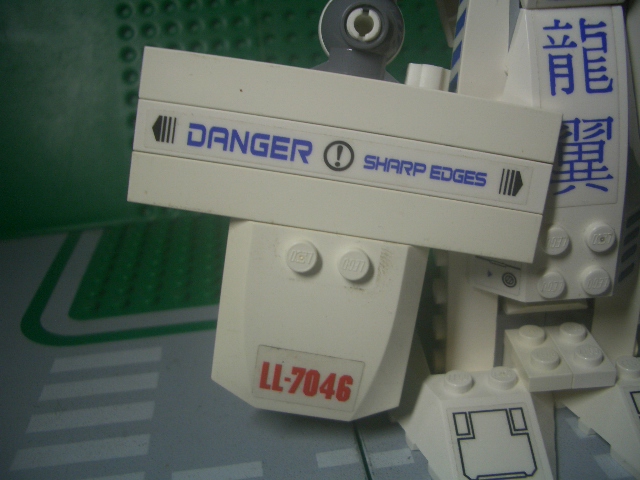 DANGER ! SHARP EDGES
LL-7046
龍
翼